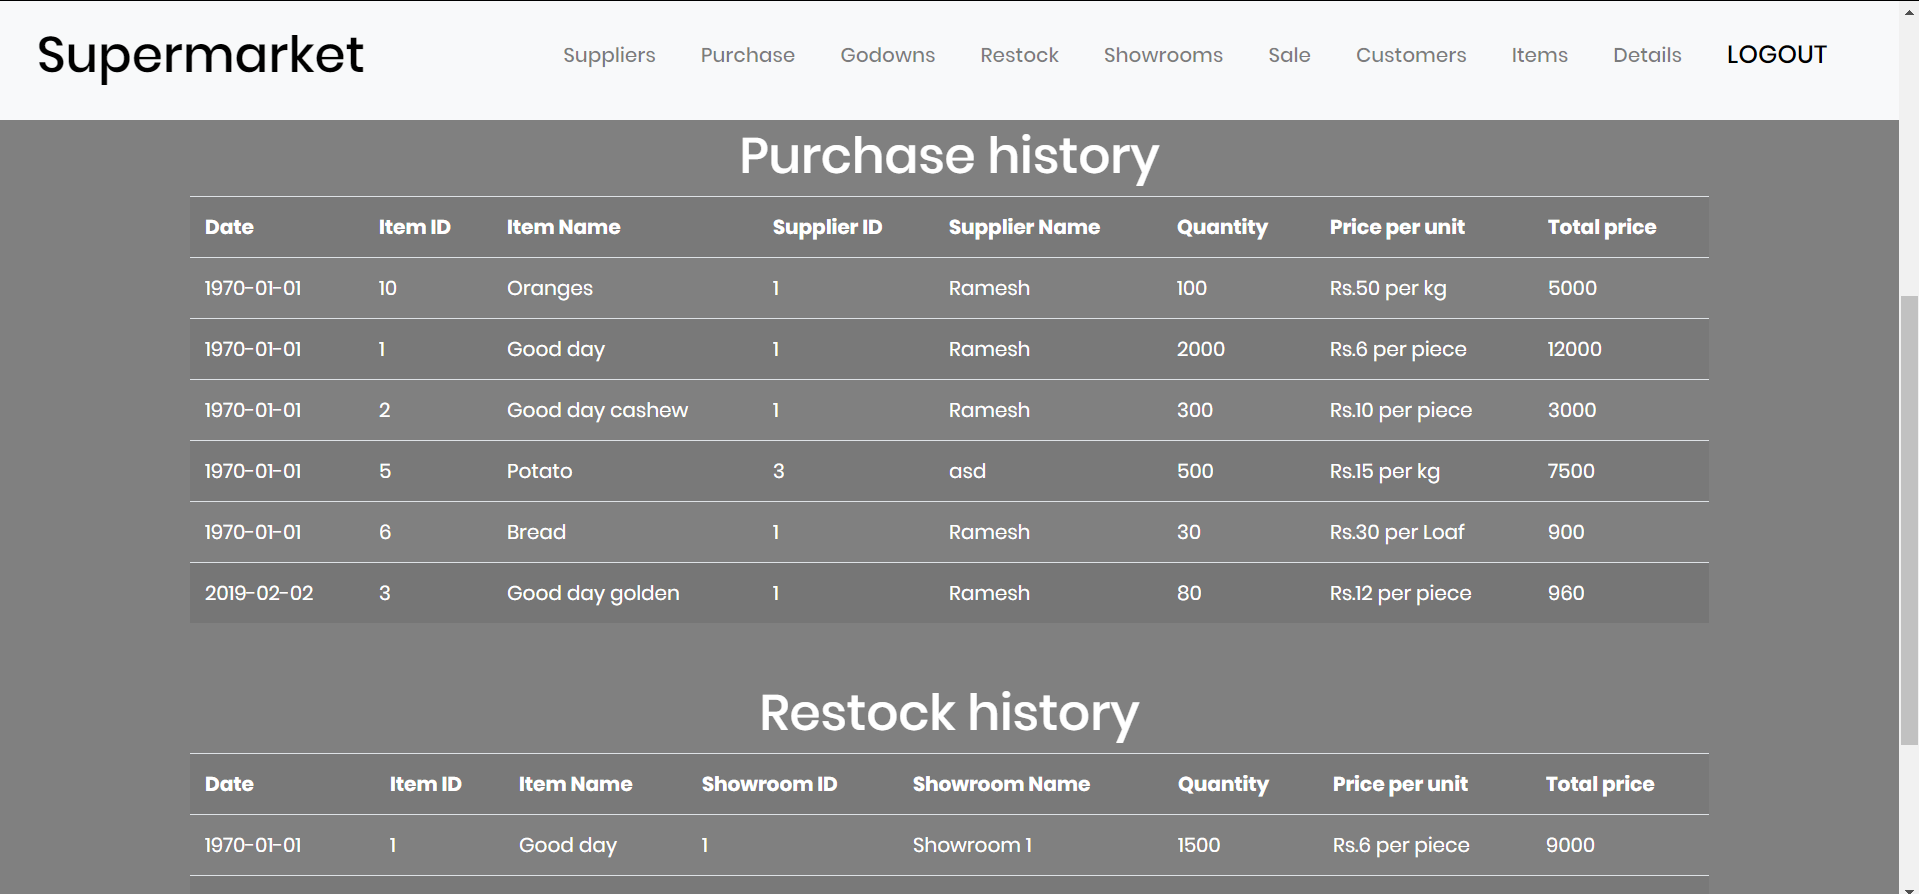 Supermarket Suppliers Purchase Godowns Restock Showrooms Sale Customers Items Details LOGOUT
Purchase history
Date Item ID Item Name Supplier ID Supplier Name Quantity Price per unit Total price
1970-01-01 10 Oranges 1 Ramesh 100 Rs.50 per kg 5000
1970-01-01 1 Good day 1 Ramesh 2000 Rs.6 per piece 12000
1970-01-01 2 Good day cashew 1 Ramesh 300 Rs.10 per piece 3000
1970-01-01 5 Potato 3 asd 500 Rs.15 per kg 7500
1970-01-01 6 Bread 1 Ramesh 30 Rs.30 per Loaf 900
2019-02-02 3 Good day golden 1 Ramesh 80 Rs.12 per piece 960
Restock history
Date Item ID Item Name Showroom ID Showroom Name Quantity Price per unit Total price
1970-01-01 1 Good day 1 Showroom 1 1500 Rs.6 per piece 9000